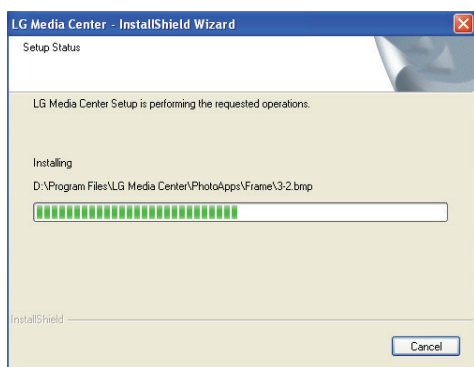 LG Media Center - InstallShield Wizard
Setup Status
LG Media Center Setup is performing the requested operations.
Installing
D:\Program Files\LG Media Center\PhotoApps\Frame\3-2.bmp
InstallShield
Cancel